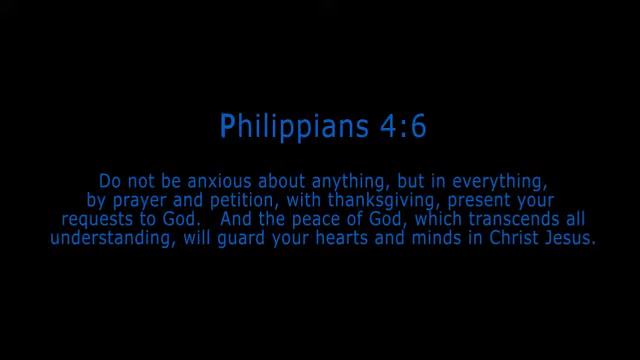 Philippians 4:6
Do not be anxious about anything, but in everything,
by prayer and petition, with thanksgiving, present your
requests to God.   And the peace of God, which transcends all
understanding, will guard your hearts and minds in Christ Jesus.